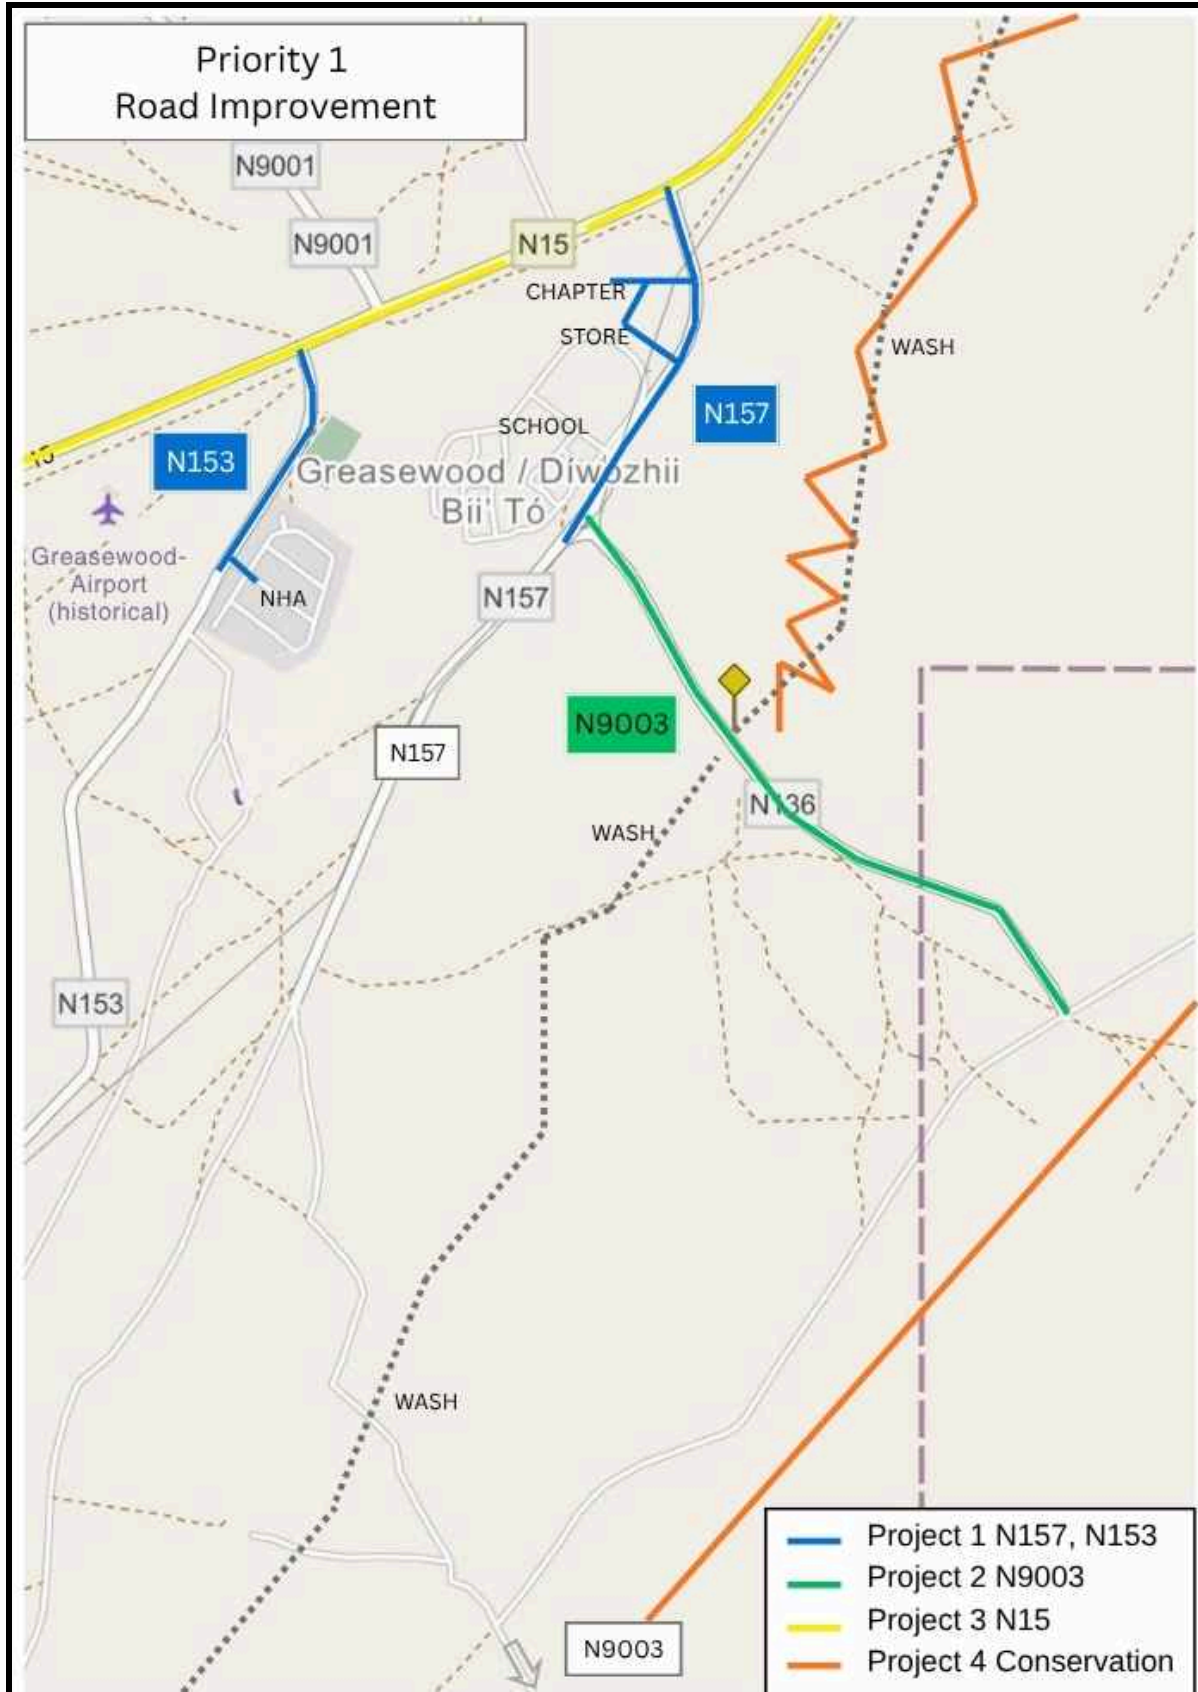 Priority 1
Road Improvement
N9001
N9001
N15
CHAPTER
STORE
WASH
N157
SCHOOL
N153
Greasewood / Diwozhii
Bii' Tó
15
Greasewood-
Airport
(historical)
NHA
N157
N9003
N157
N136
WASH
N153
WASH
N9003
Project 1 N157, N153
Project 2 N9003
Project 3 N15
Project 4 Conservation